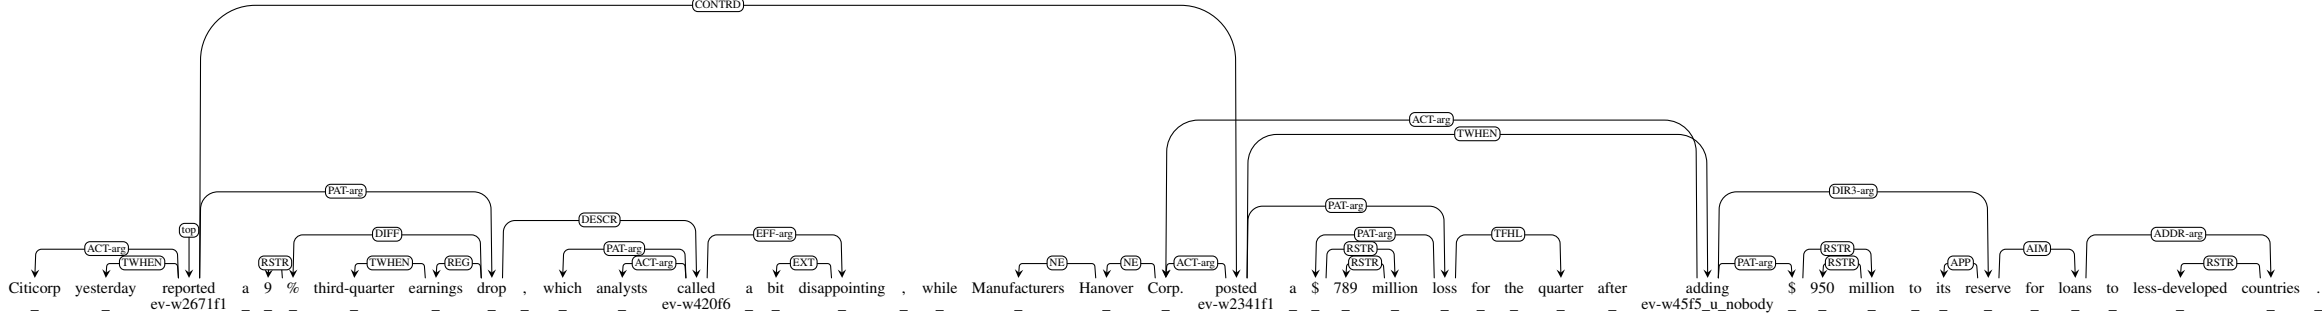 CONTRD
ACT-arg
TWHEN
PAT-arg DIR3-arg
PAT-arg
DESCR
top DIFF EFF-arg PAT-arg TFHL ADDR-arg
ACT-arg PAT-arg RSTR AIM RSTR
TWHEN RSTR TWHEN REG ACT-arg EXT NE NE ACT-arg RSTR PAT-arg RSTR APP RSTR
Citicorp yesterday reported a 9 % third-quarter earnings drop , which analysts called a bit disappointing , while Manufacturers Hanover Corp. posted a $ 789 million loss for the quarter after adding $ 950 million to its reserve for loans to less-developed countries .
_ _ ev-w2671f1 _ _ _ _ _ _ _ _ _ ev-w420f6 _ _ _ _ _ _ _ _ ev-w2341f1 _ _ _ _ _ _ _ _ _ ev-w45f5_u_nobody _ _ _ _ _ _ _ _ _ _ _ _